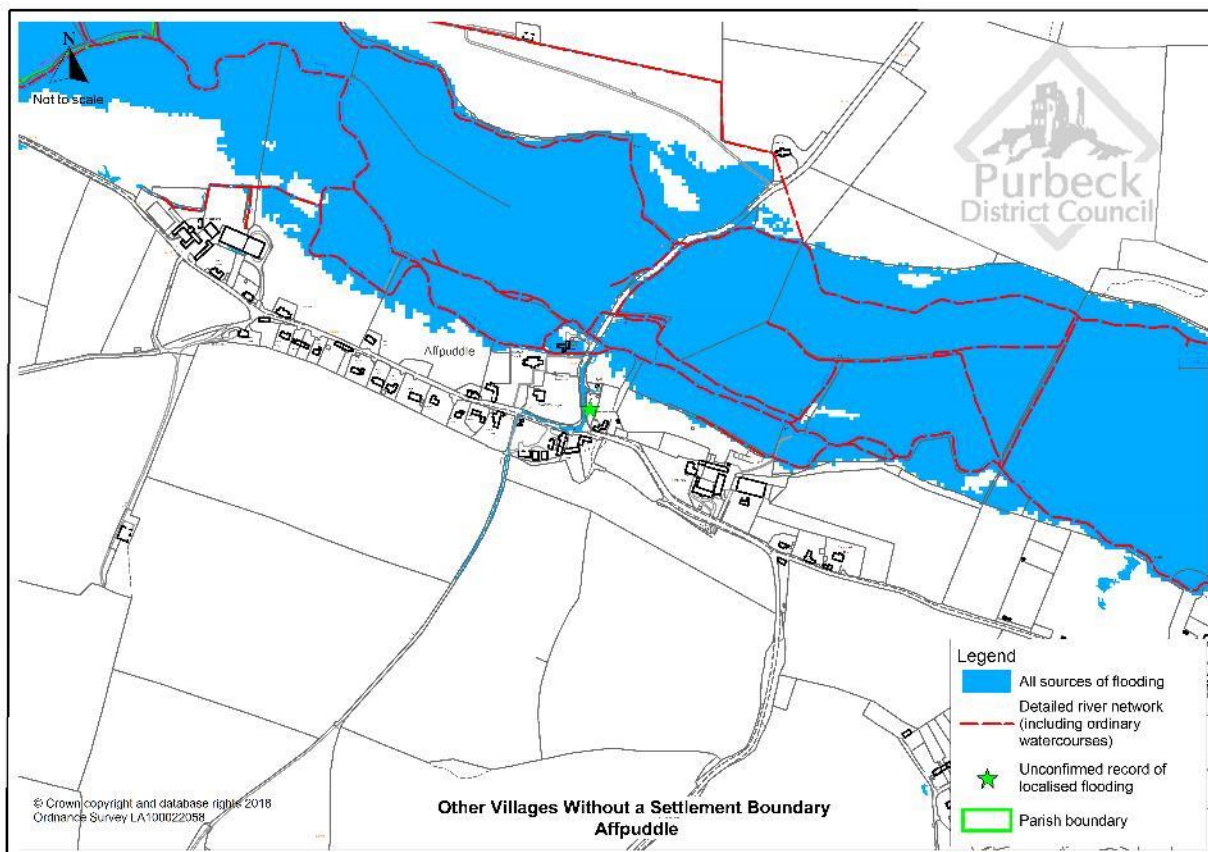 N
Not to scale
Purbeck
District Council
Affpuddle
Legend
All sources of flooding
Detailed river network
(including ordinary
watercourses)
Unconfirmed record of
localised flooding
Parish boundary
© Crown copyright and database rights 2018
Ordnance Survey LA100022058
Other Villages Without a Settlement Boundary
Affpuddle